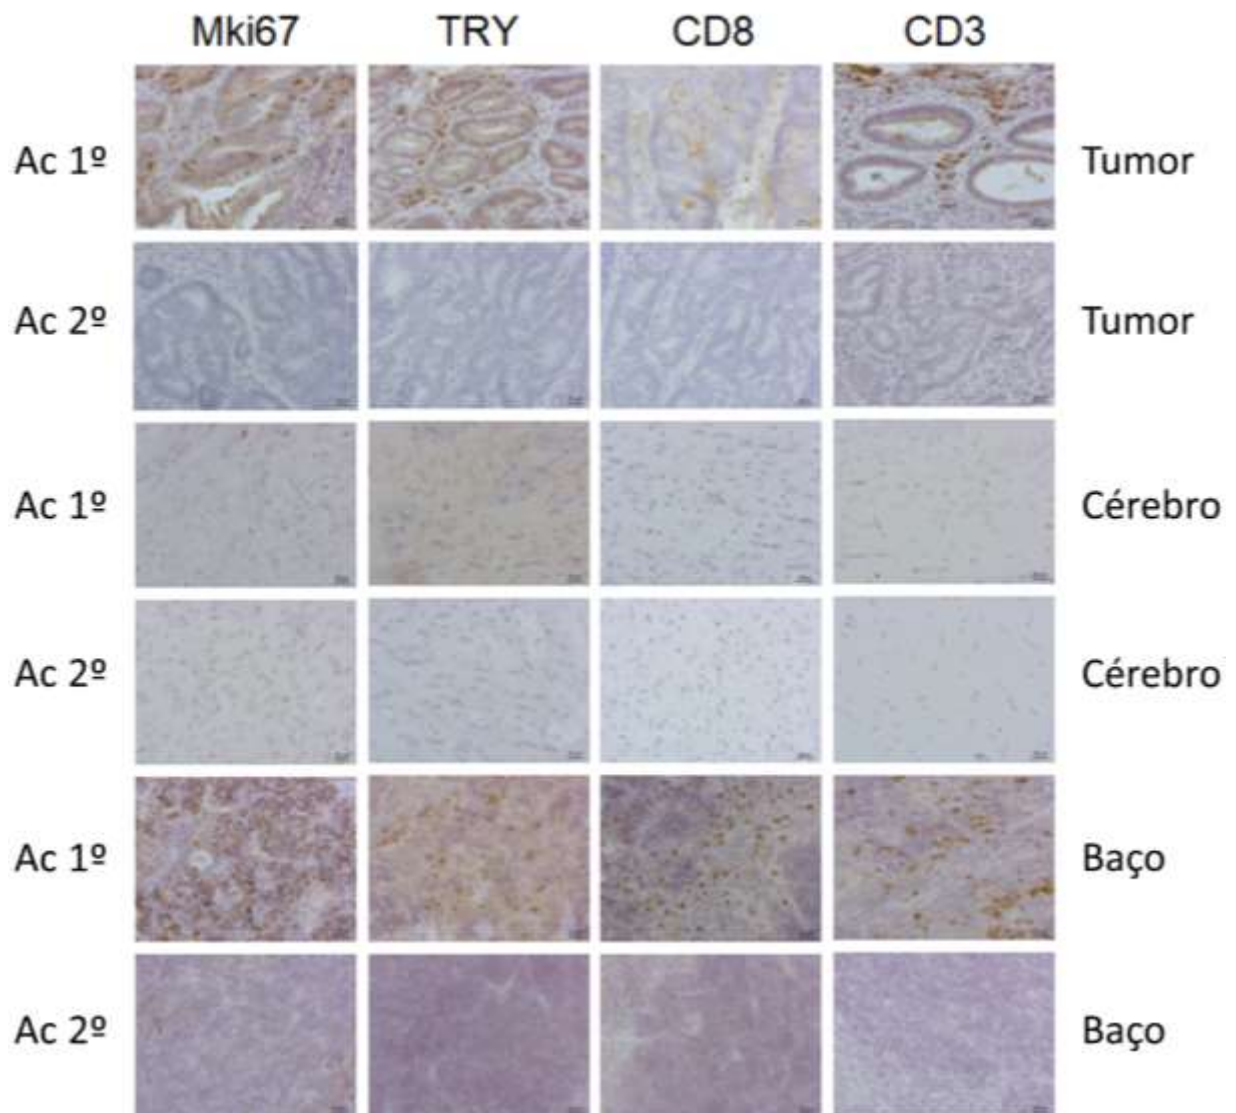 Mki67 TRY CD8 CD3
Ac 1º Tumor
Ac 2º Tumor
Ac 1º Cérebro
Ac 2º Cérebro
Ac 1º Baço
Ac 2º Baço